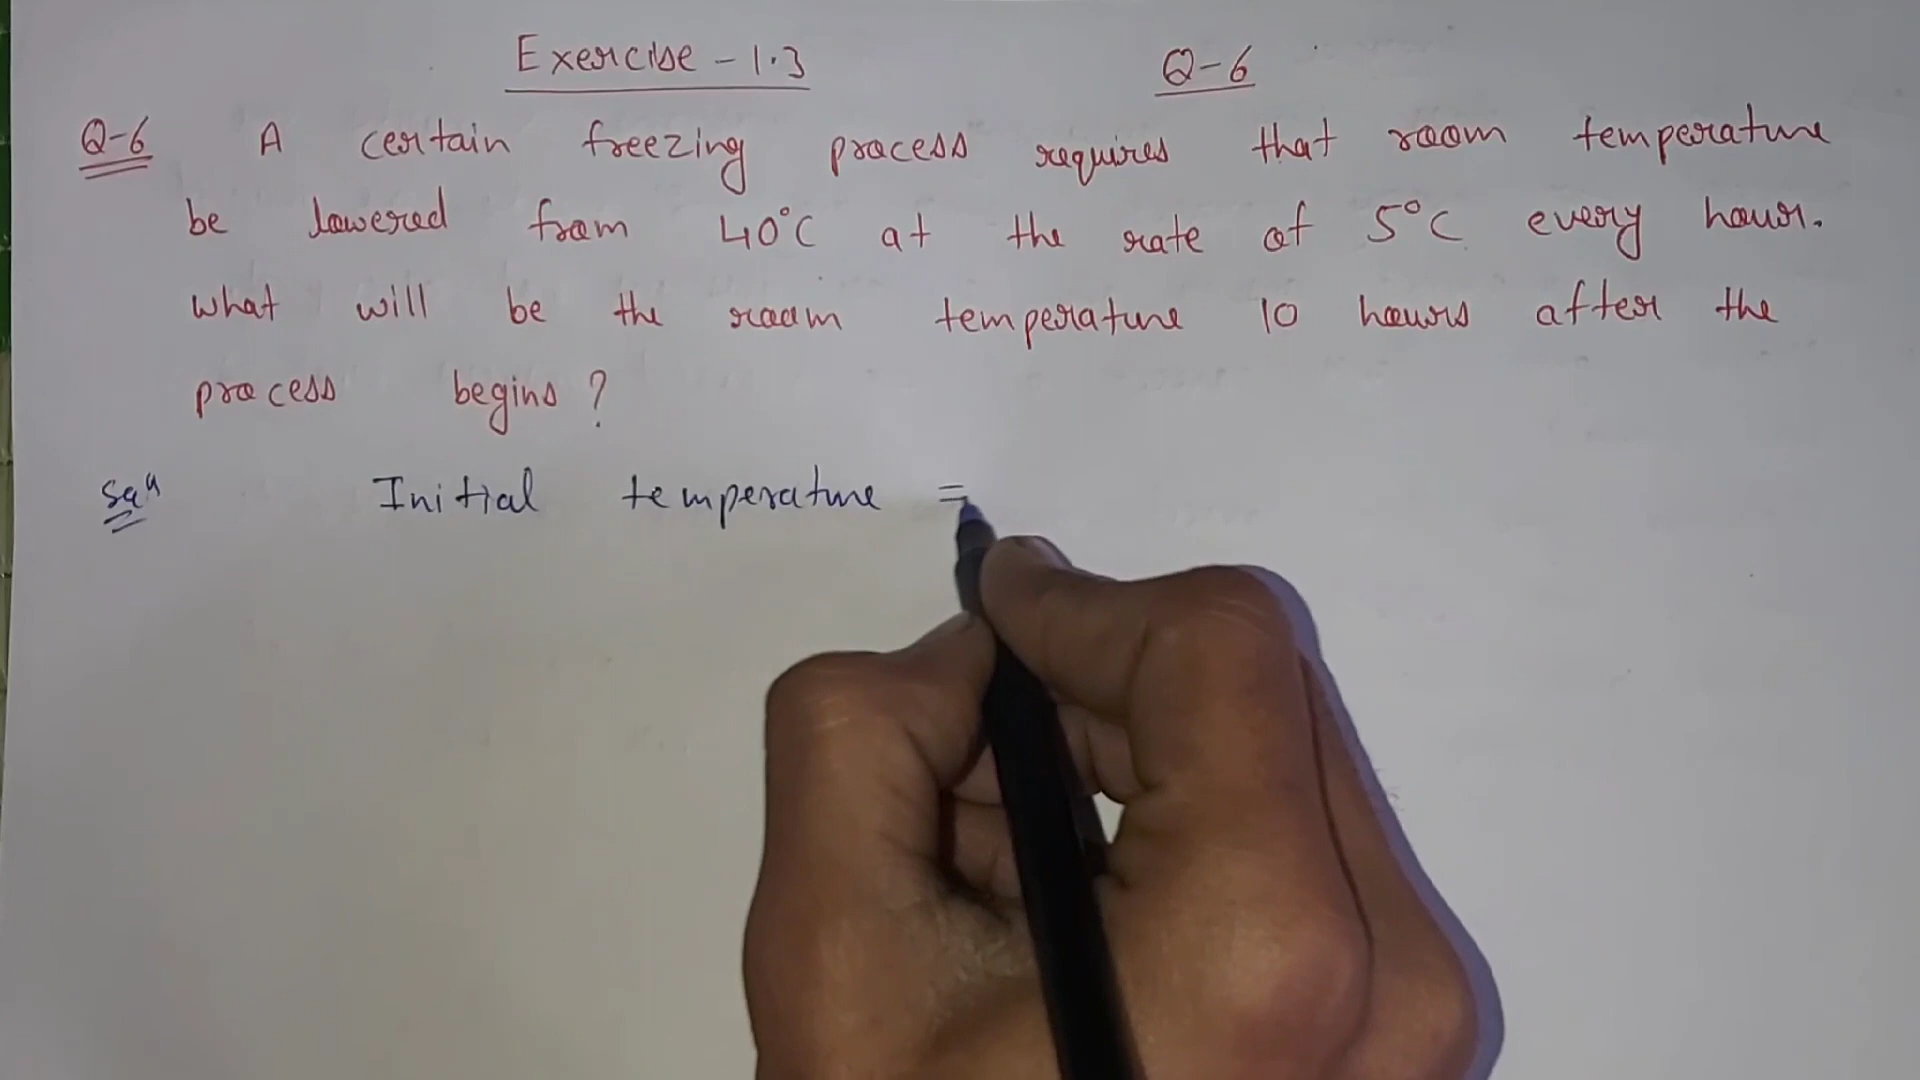 Exercise - 1.3 Q-6
Q-6 A certain freezing process requires that room temperature
be lowered from 40°C at the rate of 5°C every hour.
what will be the room temperature 10 hours after the
process begins?
Solⁿ Initial temperature =